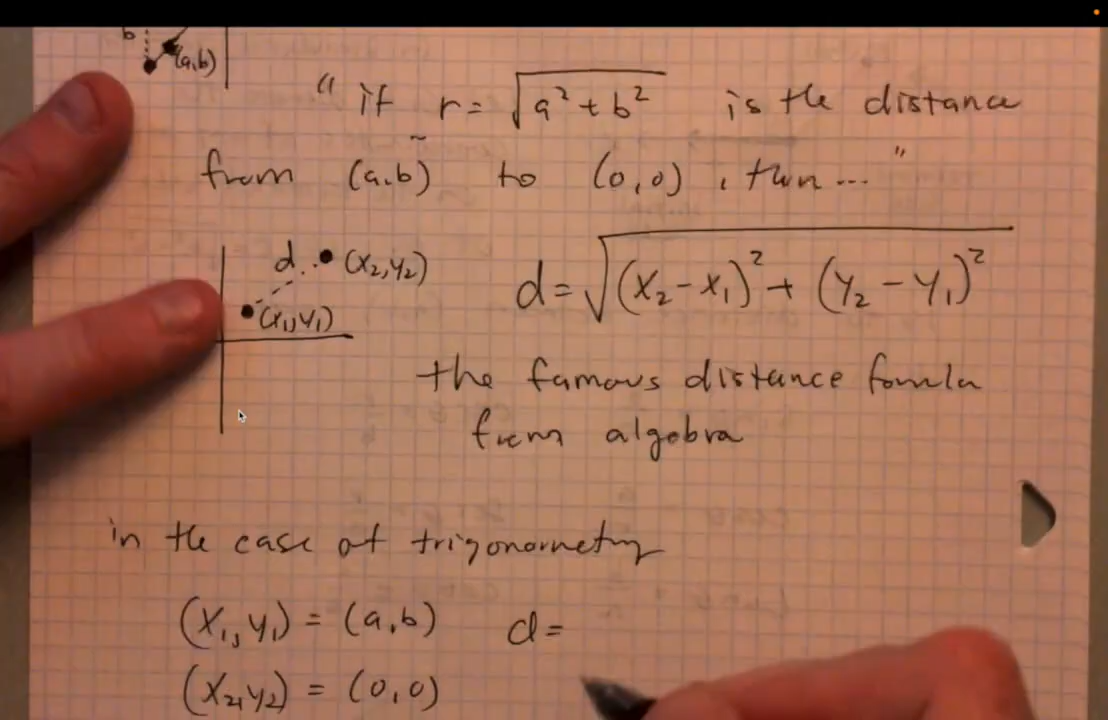 b
(a,b)
"if r = √a² + b² is the distance
from (a,b) to (0,0), then..."
d
(x₂,y₂)
d = √(x₂-x₁)² + (y₂-y₁)²
(x₁,y₁)
the famous distance fomula
from algebra
in the case of trigonometry
(x₁,y₁) = (a,b) d =
(x₂,y₂) = (0,0)